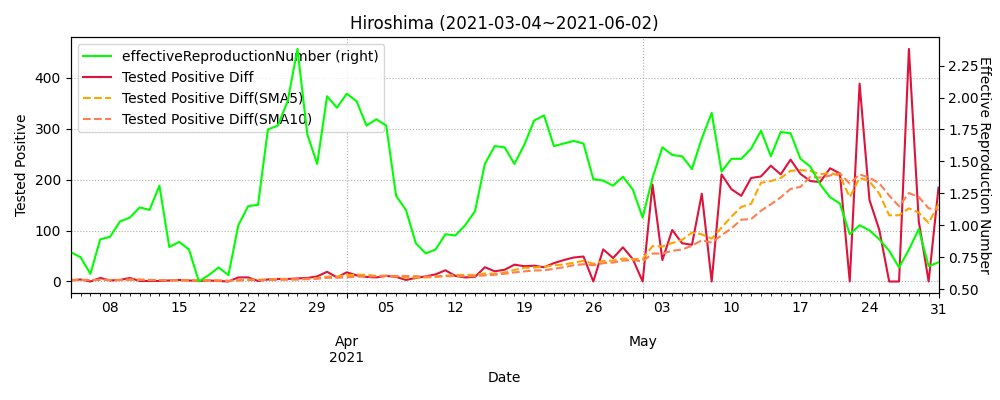 Hiroshima (2021-03-04~2021-06-02)
effectiveReproductionNumber (right)
Tested Positive Diff
Tested Positive Diff(SMA5)
Tested Positive Diff(SMA10)
Tested Positive
400
300
200
100
0
Effective Reproduction Number
2.25
2.00
1.75
1.50
1.25
1.00
0.75
0.50
08 15 22 29 05 12 19 26 03 10 17 24 31
Apr May
2021
Date